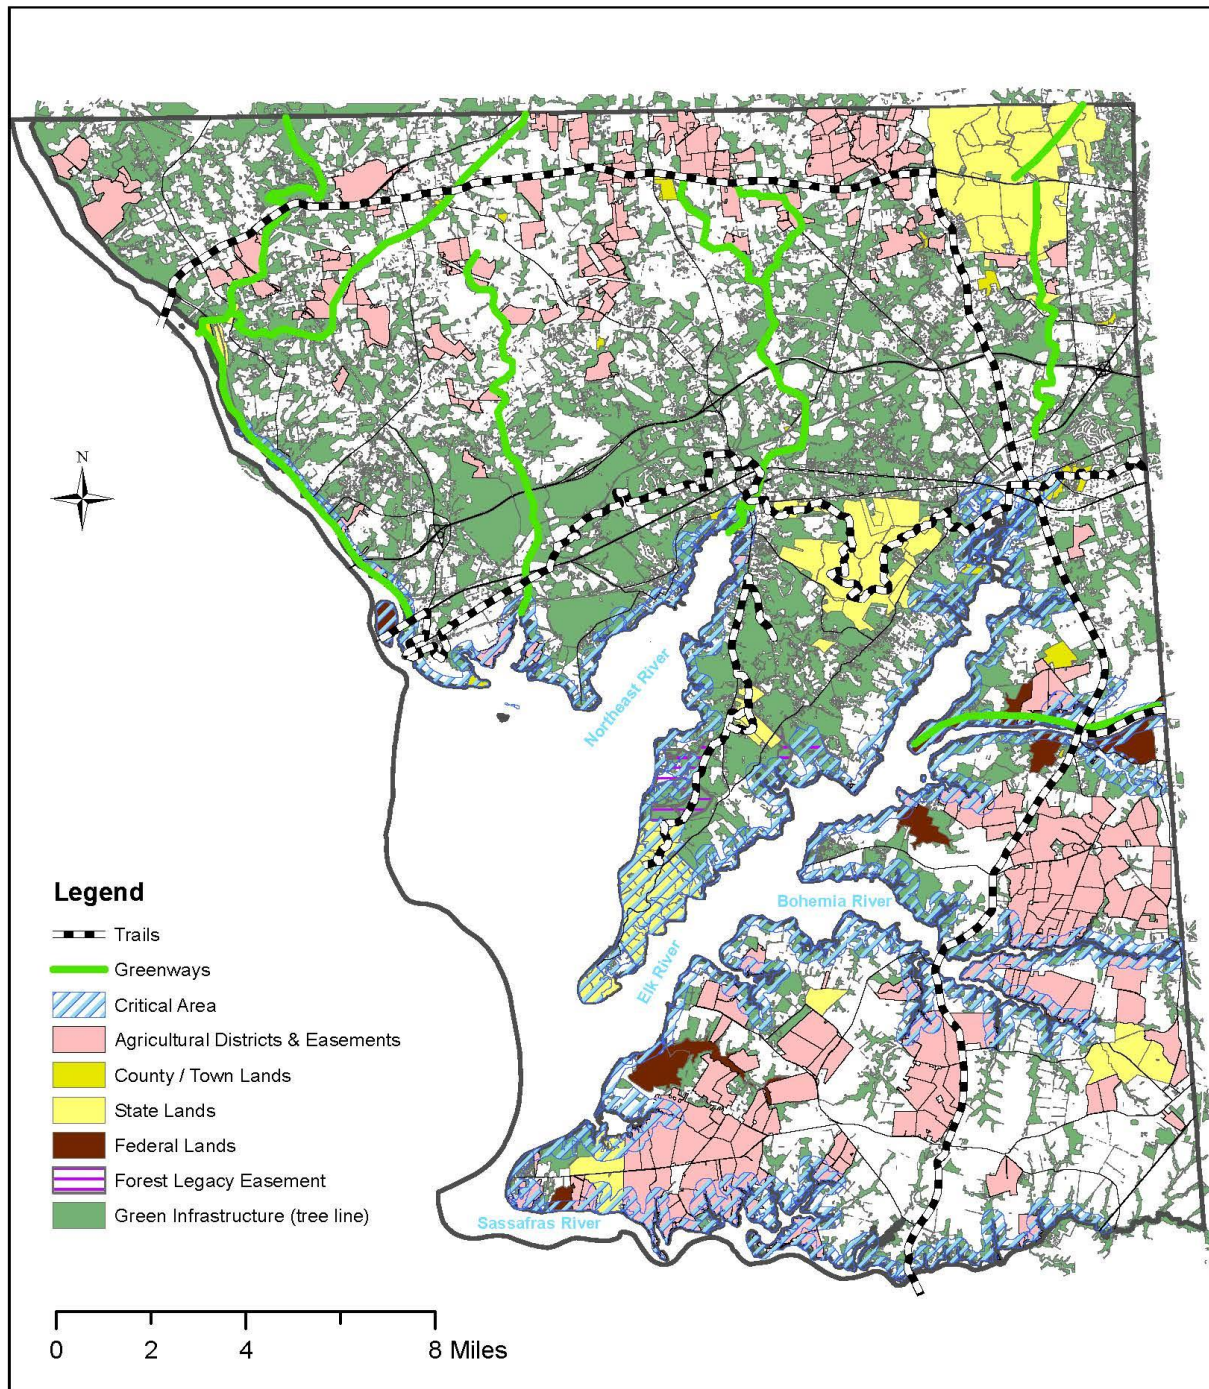 N
Northeast River
Bohemia River
Elk River
Sassafras River
Legend
Trails
Greenways
Critical Area
Agricultural Districts & Easements
County / Town Lands
State Lands
Federal Lands
Forest Legacy Easement
Green Infrastructure (tree line)
0 2 4 8 Miles